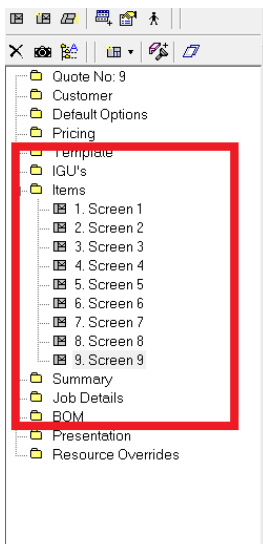 Quote No: 9
Customer
Default Options
Pricing
Template
IGU's
Items
1. Screen 1
2. Screen 2
3. Screen 3
4. Screen 4
5. Screen 5
6. Screen 6
7. Screen 7
8. Screen 8
9. Screen 9
Summary
Job Details
BOM
Presentation
Resource Overrides